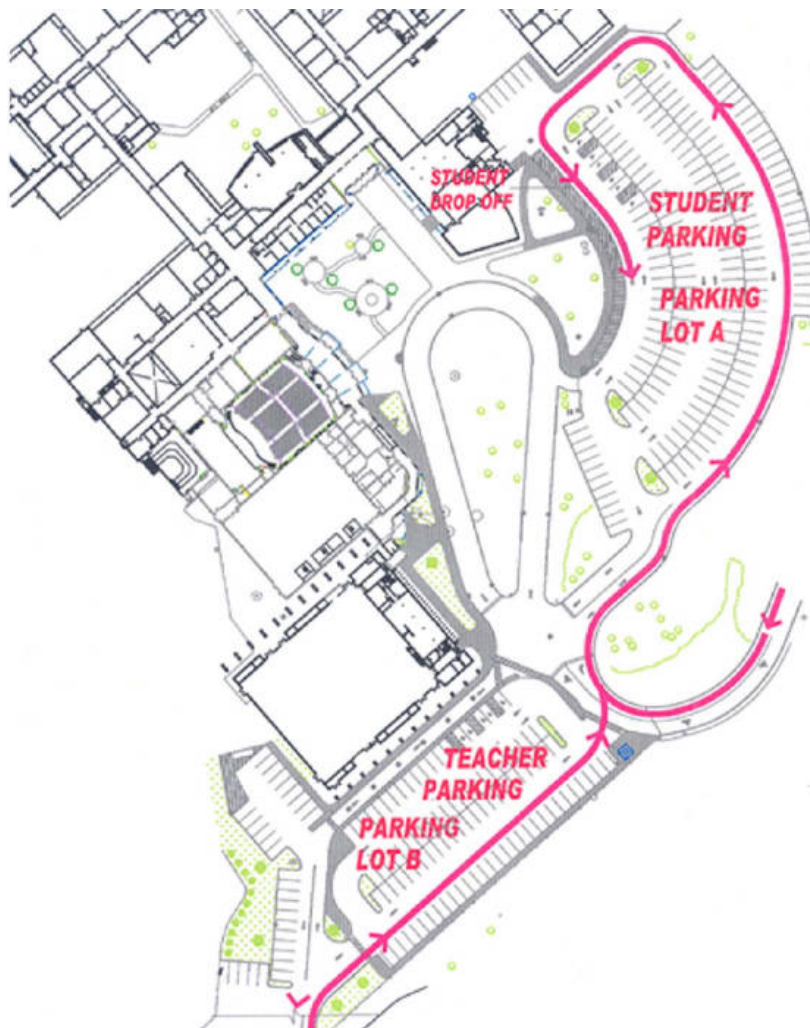 STUDENT
DROP OFF
STUDENT
PARKING
PARKING
LOT A
TEACHER
PARKING
PARKING
LOT B